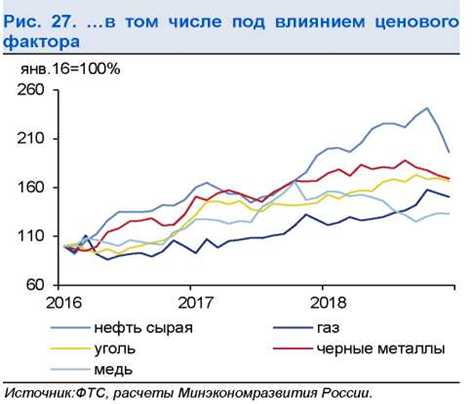 Рис. 27. …в том числе под влиянием ценового
фактора
янв.16=100%
260
210
160
110
60
2016 2017 2018
нефть сырая газ
уголь черные металлы
медь
Источник:ФТС, расчеты Минэкономразвития России.